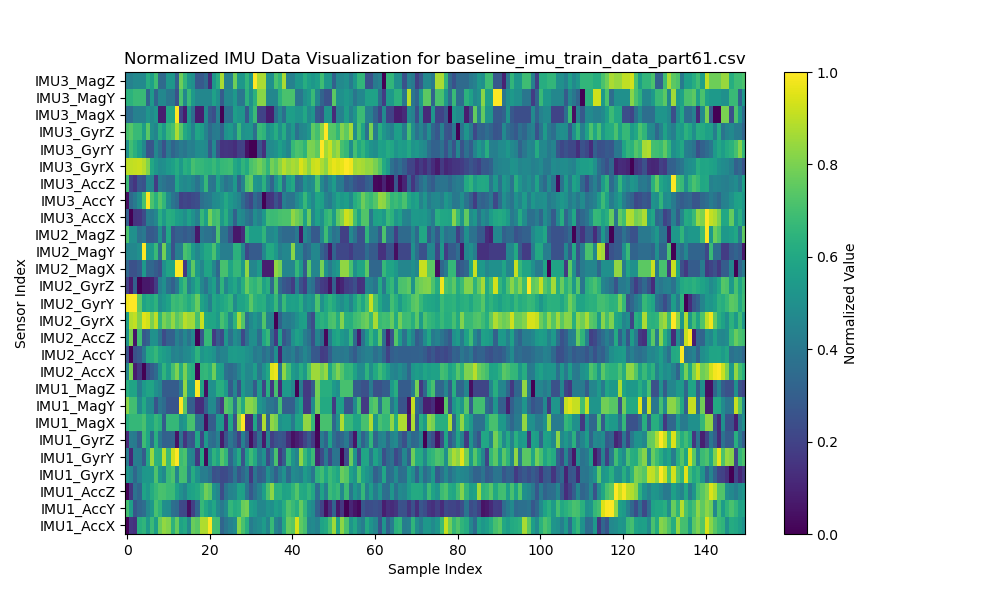 Normalized IMU Data Visualization for baseline_imu_train_data_part61.csv
IMU3_MagZ
IMU3_MagY
IMU3_MagX
IMU3_GyrZ
IMU3_GyrY
IMU3_GyrX
IMU3_AccZ
IMU3_AccY
IMU3_AccX
IMU2_MagZ
IMU2_MagY
IMU2_MagX
IMU2_GyrZ
IMU2_GyrY
IMU2_GyrX
IMU2_AccZ
IMU2_AccY
IMU2_AccX
IMU1_MagZ
IMU1_MagY
IMU1_MagX
IMU1_GyrZ
IMU1_GyrY
IMU1_GyrX
IMU1_AccZ
IMU1_AccY
IMU1_AccX
Sensor Index
0 20 40 60 80 100 120 140
Sample Index
1.0
0.8
0.6
0.4
0.2
0.0
Normalized Value